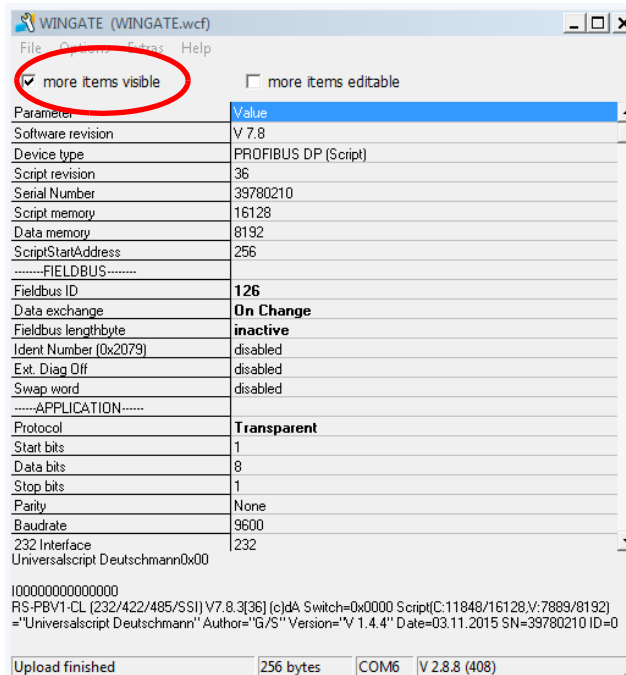 WINGATE (WINGATE.wcf)
File Options Extras Help
more items visible more items editable
Parameter Value
Software revision V 7.8
Device type PROFIBUS DP (Script)
Script revision 36
Serial Number 39780210
Script memory 16128
Data memory 8192
ScriptStartAddress 256
--------FIELDBUS--------
Fieldbus ID 126
Data exchange On Change
Fieldbus lengthbyte inactive
Ident Number (0x2079) disabled
Ext. Diag Off disabled
Swap word disabled
------APPLICATION------
Protocol Transparent
Start bits 1
Data bits 8
Stop bits 1
Parity None
Baudrate 9600
232 Interface 232
Universalscript Deutschmann0x00
I00000000000000
RS-PBV1-CL (232/422/485/SSI) V7.8.3[36] (c)dA Switch=0x0000 Script(C:11848/16128,V:7889/8192)
="Universalscript Deutschmann" Author="G/S" Version="V 1.4.4" Date=03.11.2015 SN=39780210 ID=0
Upload finished 256 bytes COM6 V 2.8.8 (408)